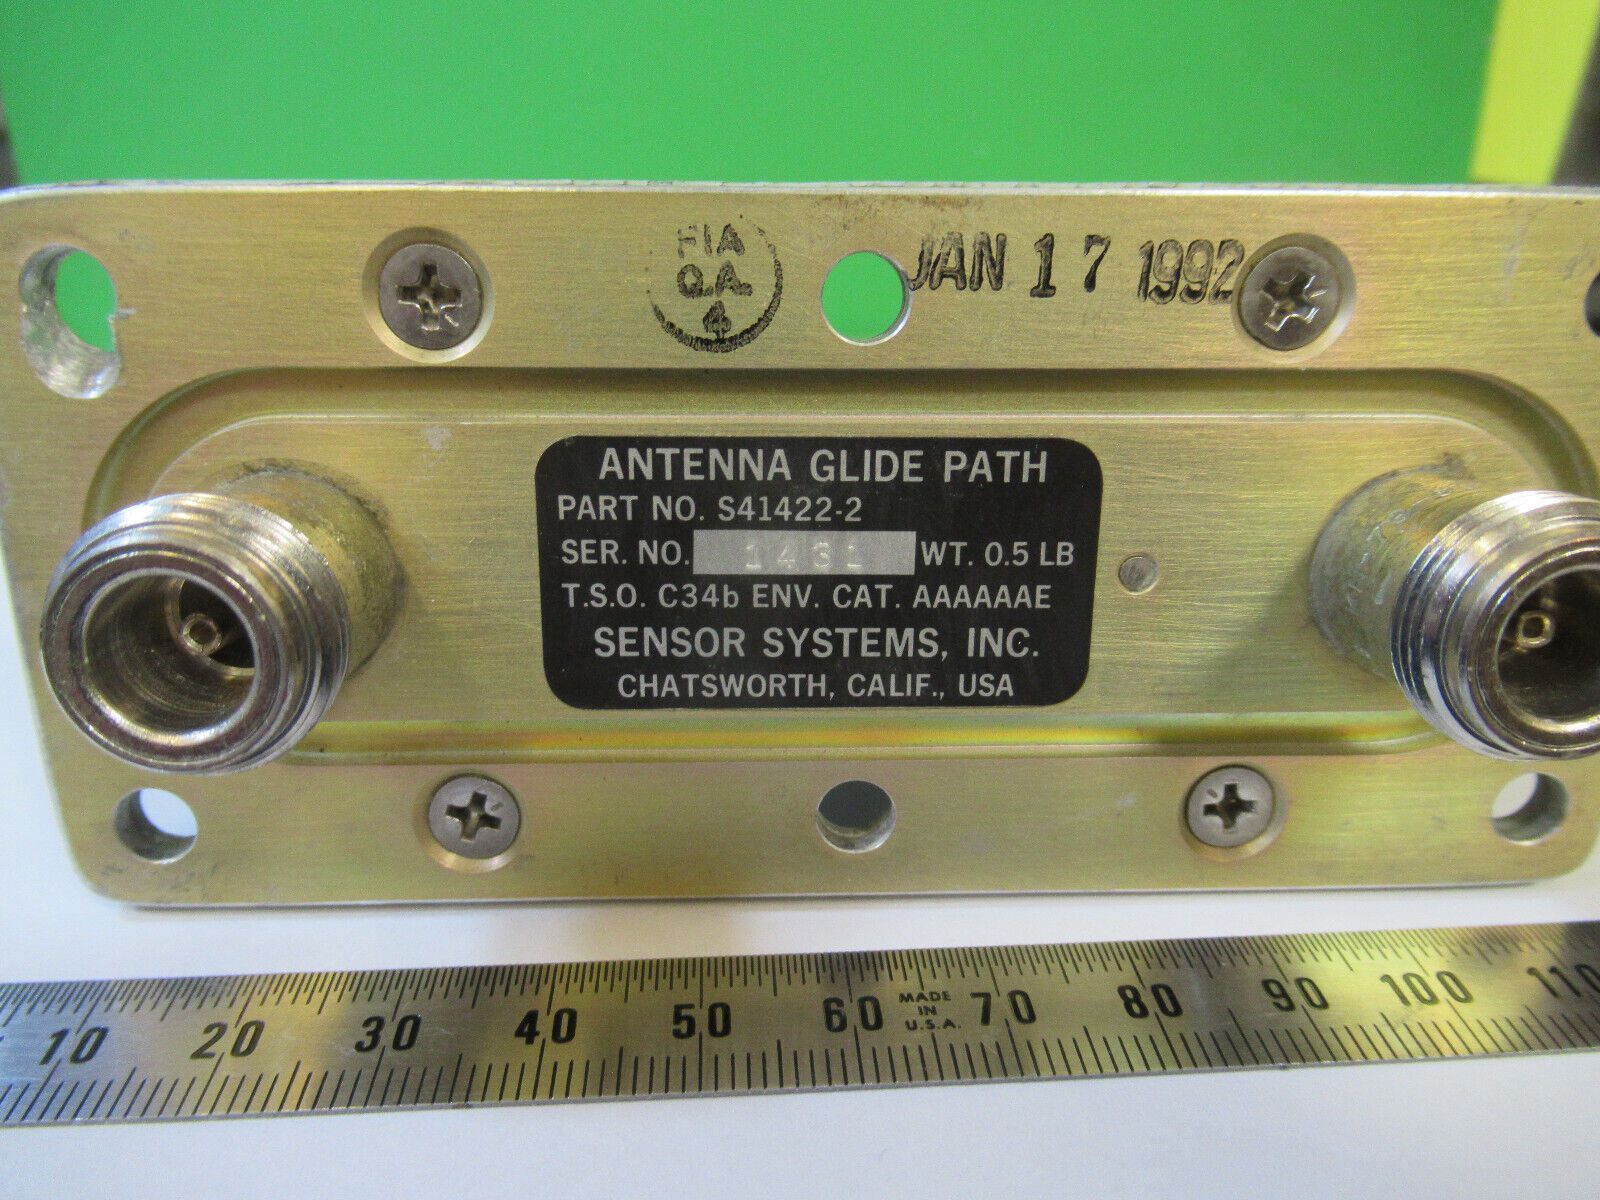 FIA
Q.A.
4
JAN 17 1992
ANTENNA GLIDE PATH
PART NO. S41422-2
SER. NO. 1431 WT. 0.5 LB
T.S.O. C34b ENV. CAT. AAAAAAE
SENSOR SYSTEMS, INC.
CHATSWORTH, CALIF., USA
10 20 30 40 50 60 MADE IN U.S.A. 70 80 90 100 110